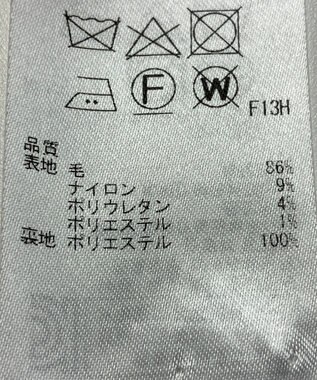 F W F13H
品質
表地 毛 86%
ナイロン 9%
ポリウレタン 4%
ポリエステル 1%
裏地 ポリエステル 100%